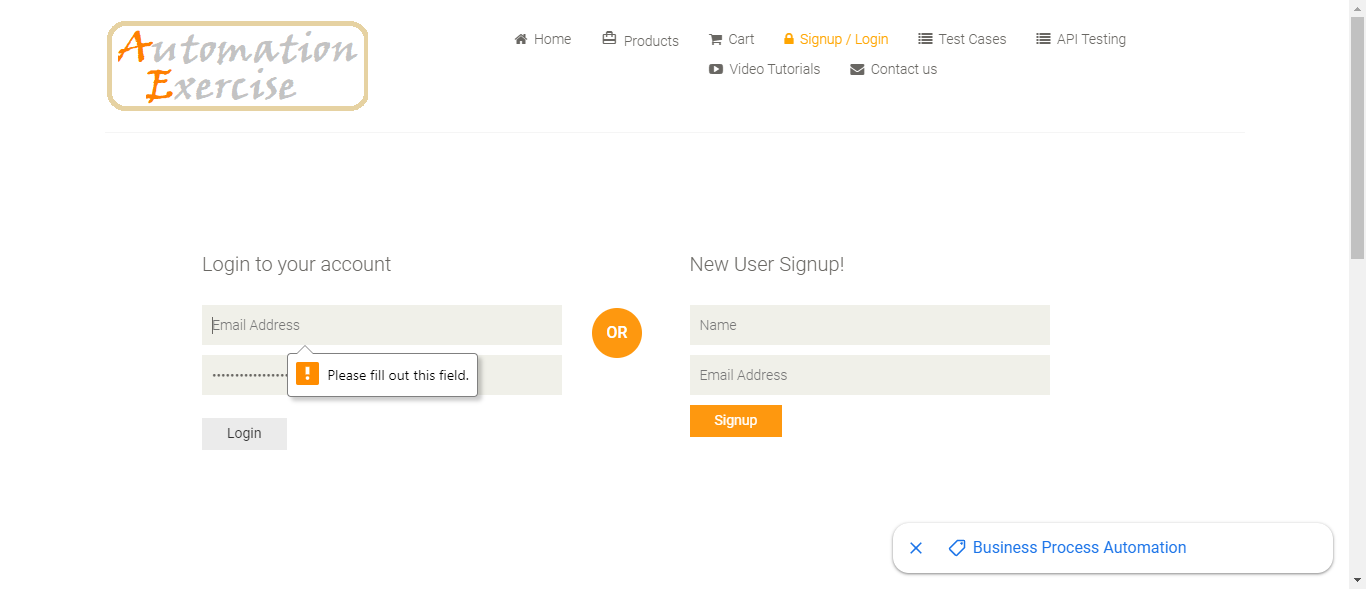 Automation
Exercise
Home
Products
Cart
Signup / Login
Test Cases
API Testing
Video Tutorials
Contact us
Login to your account
Email Address
Please fill out this field.
Login
OR
New User Signup!
Name
Email Address
Signup
Business Process Automation